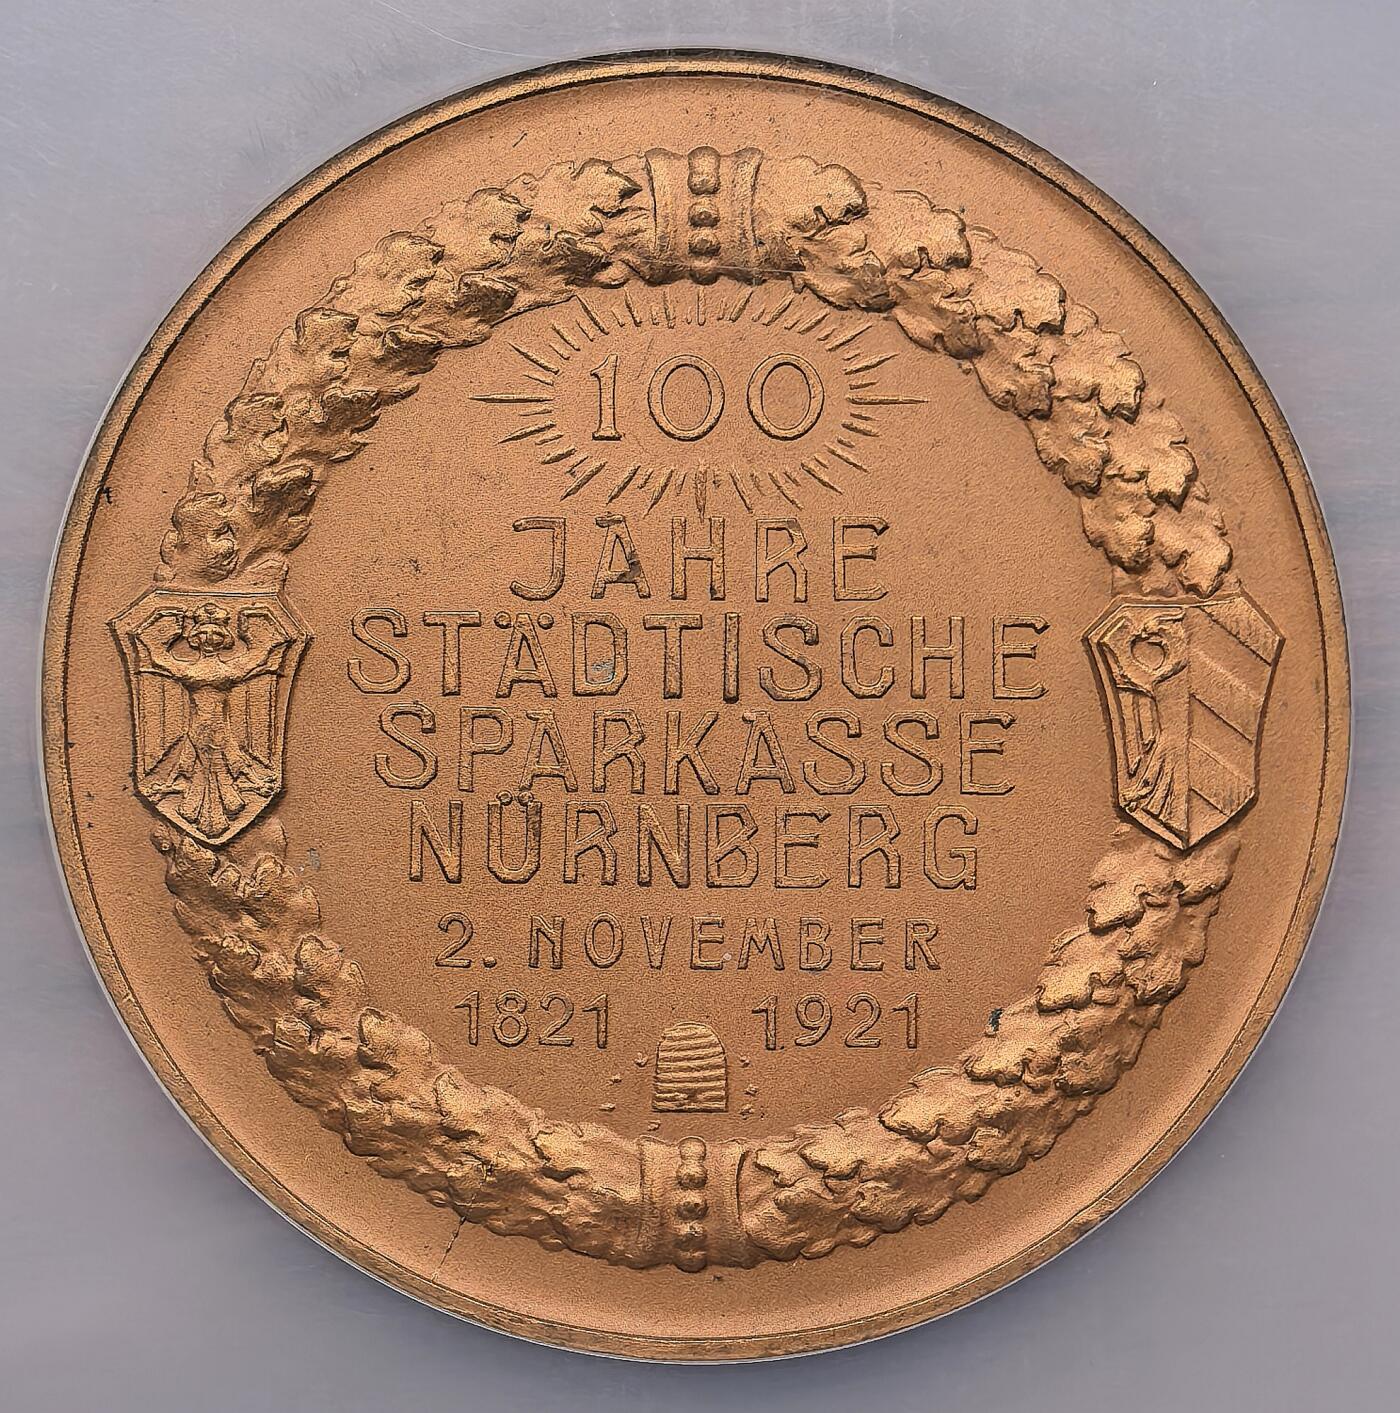 100
JAHRE
STÄDTISCHE
SPARKASSE
NÜRNBERG
2. NOVEMBER
1821 1921